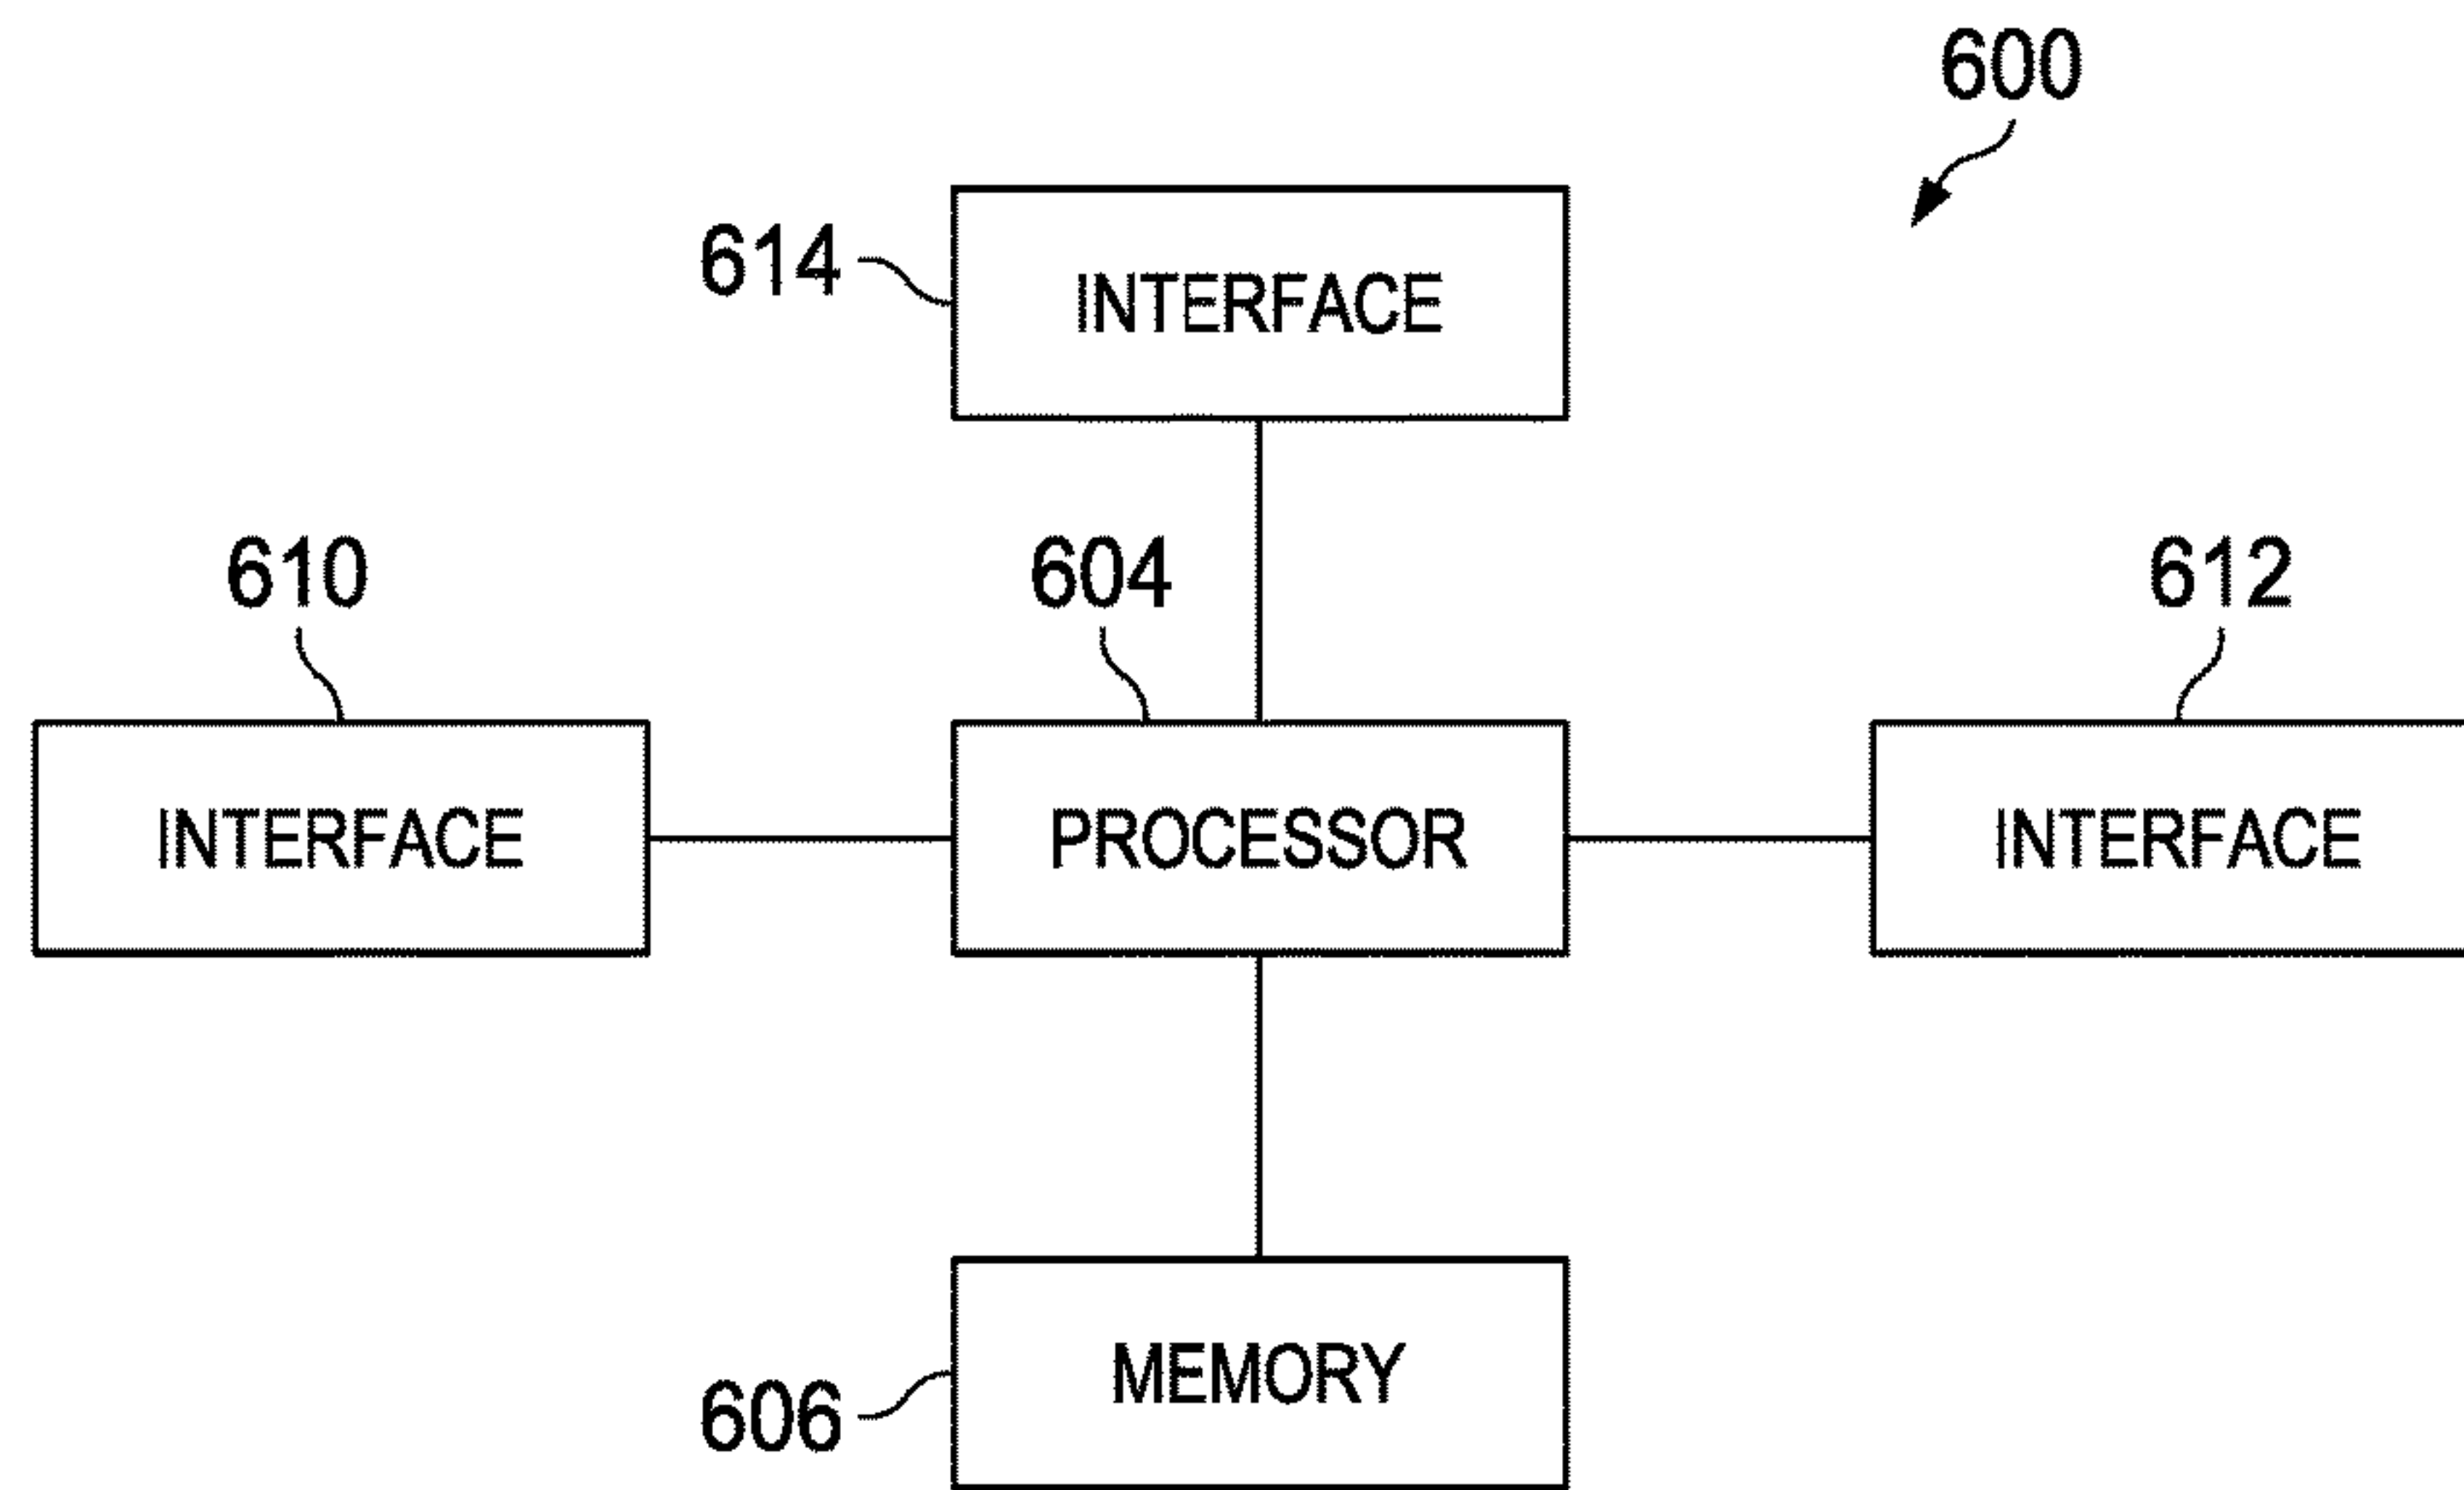 600
614
INTERFACE
610
604
612
INTERFACE
PROCESSOR
INTERFACE
MEMORY
606